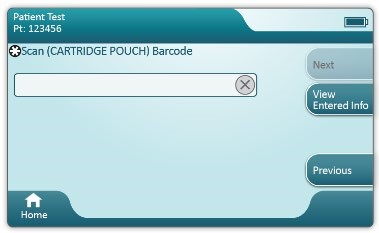 Patient Test
Pt: 123456
Scan (CARTRIDGE POUCH) Barcode
Next
View
Entered Info
Previous
Home